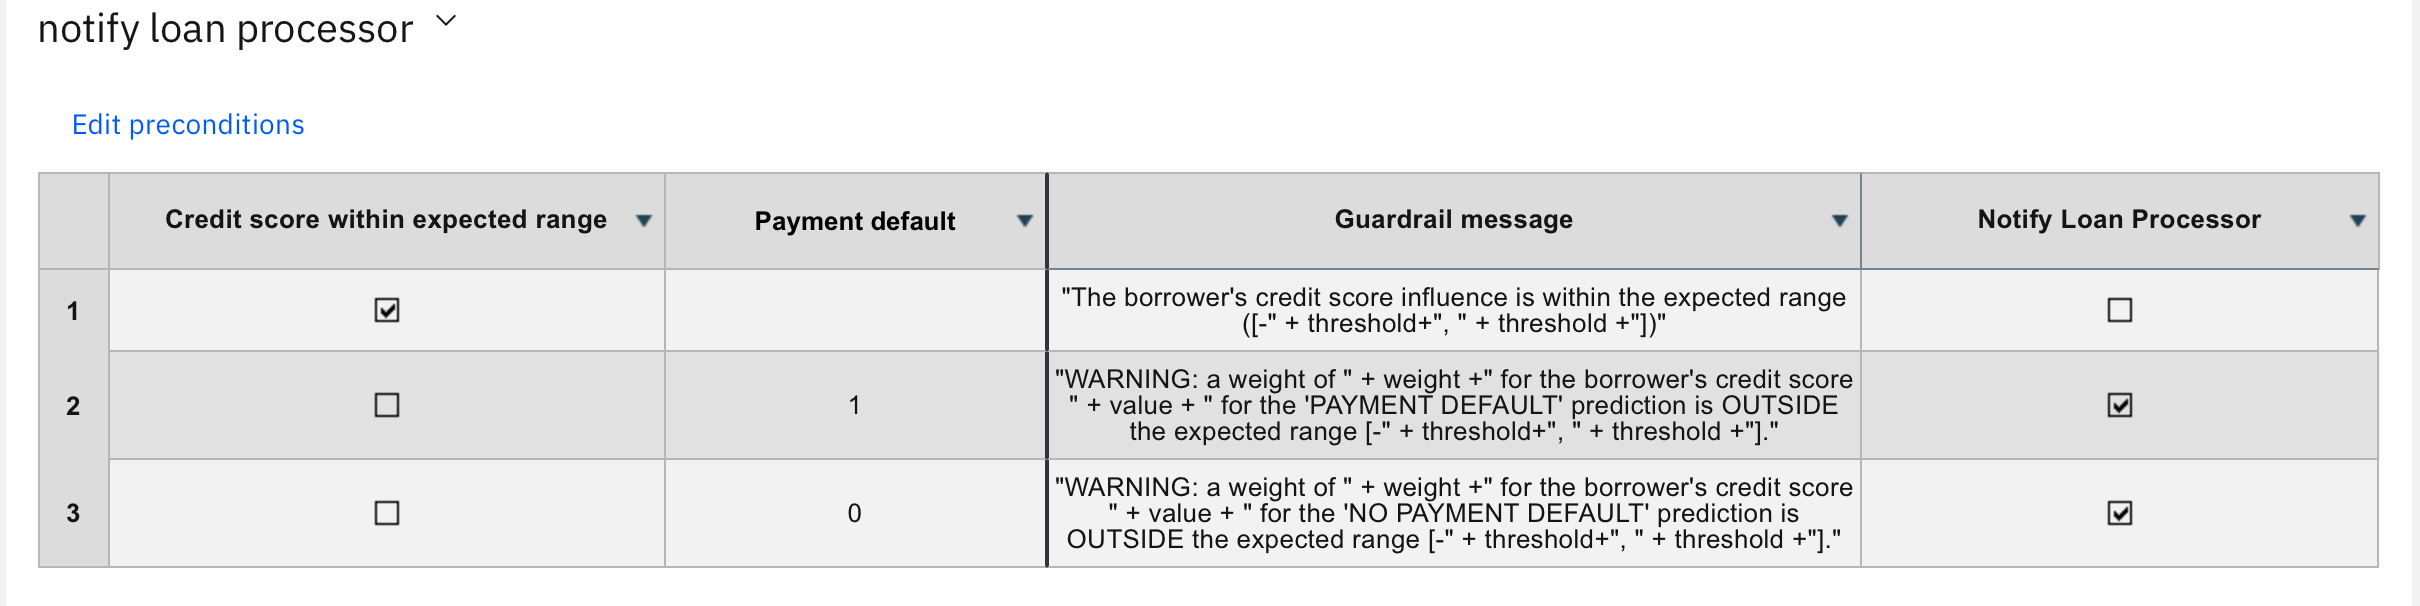 notify loan processor
Edit preconditions
Credit score within expected range
Payment default
Guardrail message
Notify Loan Processor
1
"The borrower's credit score influence is within the expected range
([-" + threshold+", " + threshold +"])"
2
1
"WARNING: a weight of " + weight +" for the borrower's credit score
" + value + " for the 'PAYMENT DEFAULT' prediction is OUTSIDE
the expected range [-" + threshold+", " + threshold +"]."
3
0
"WARNING: a weight of " + weight +" for the borrower's credit score
" + value + " for the 'NO PAYMENT DEFAULT' prediction is
OUTSIDE the expected range [-" + threshold+", " + threshold +"]."